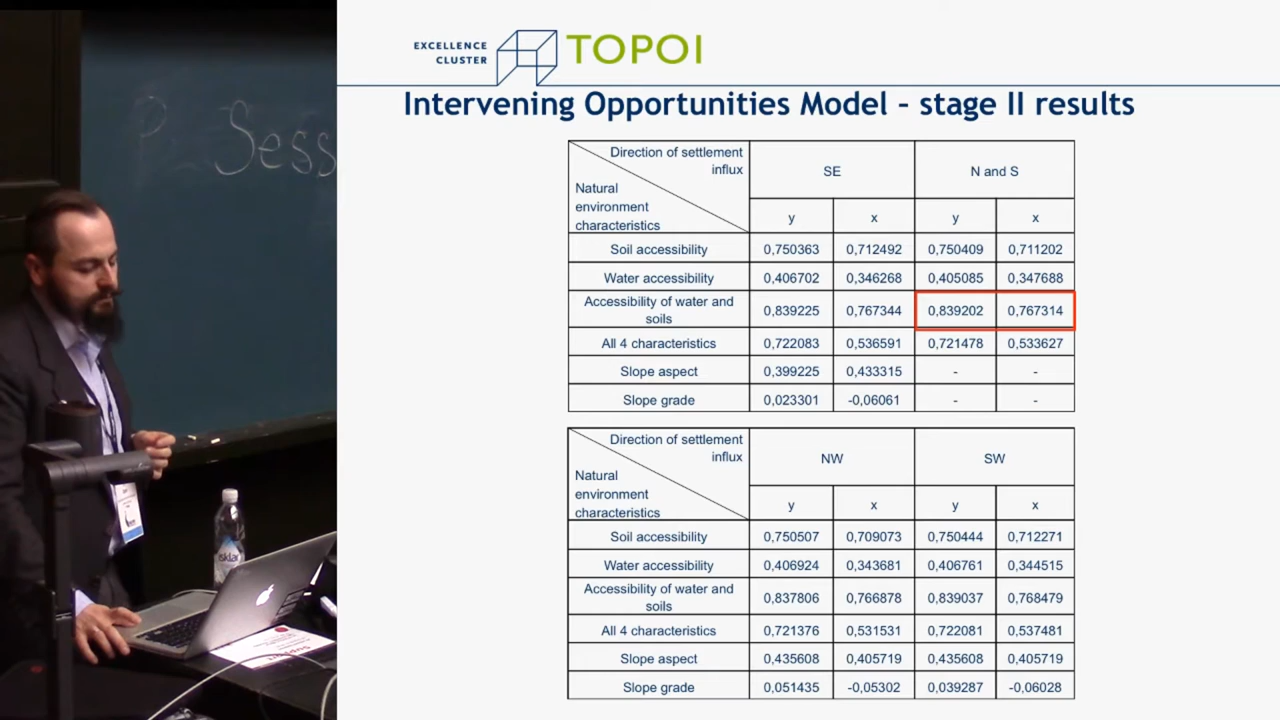 EXCELLENCE
CLUSTER
TOPOI
Intervening Opportunities Model – stage II results
P Sess
Direction of settlement
influx
Natural
environment
characteristics
SE N and S
y x y x
Soil accessibility 0,750363 0,712492 0,750409 0,711202
Water accessibility 0,406702 0,346268 0,405085 0,347688
Accessibility of water and
soils 0,839225 0,767344 0,839202 0,767314
All 4 characteristics 0,722083 0,536591 0,721478 0,533627
Slope aspect 0,399225 0,433315 - -
Slope grade 0,023301 -0,06061 - -
Direction of settlement
influx
Natural
environment
characteristics
NW SW
y x y x
Soil accessibility 0,750507 0,709073 0,750444 0,712271
Water accessibility 0,406924 0,343681 0,406761 0,344515
Accessibility of water and
soils 0,837806 0,766878 0,839037 0,768479
All 4 characteristics 0,721376 0,531531 0,722081 0,537481
Slope aspect 0,435608 0,405719 0,435608 0,405719
Slope grade 0,051435 -0,05302 0,039287 -0,06028
isklar
Support